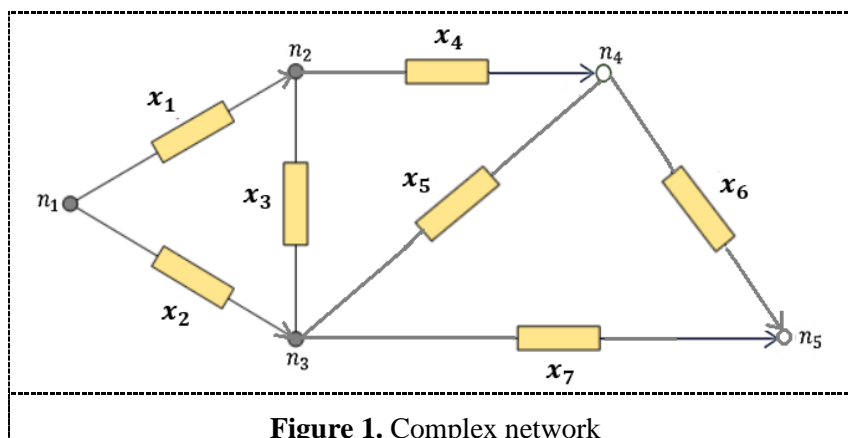 n₂
x₄
n₄
x₁
x₅
x₃
x₆
n₁
x₂
n₃
n₅
x₇
Figure 1. Complex network